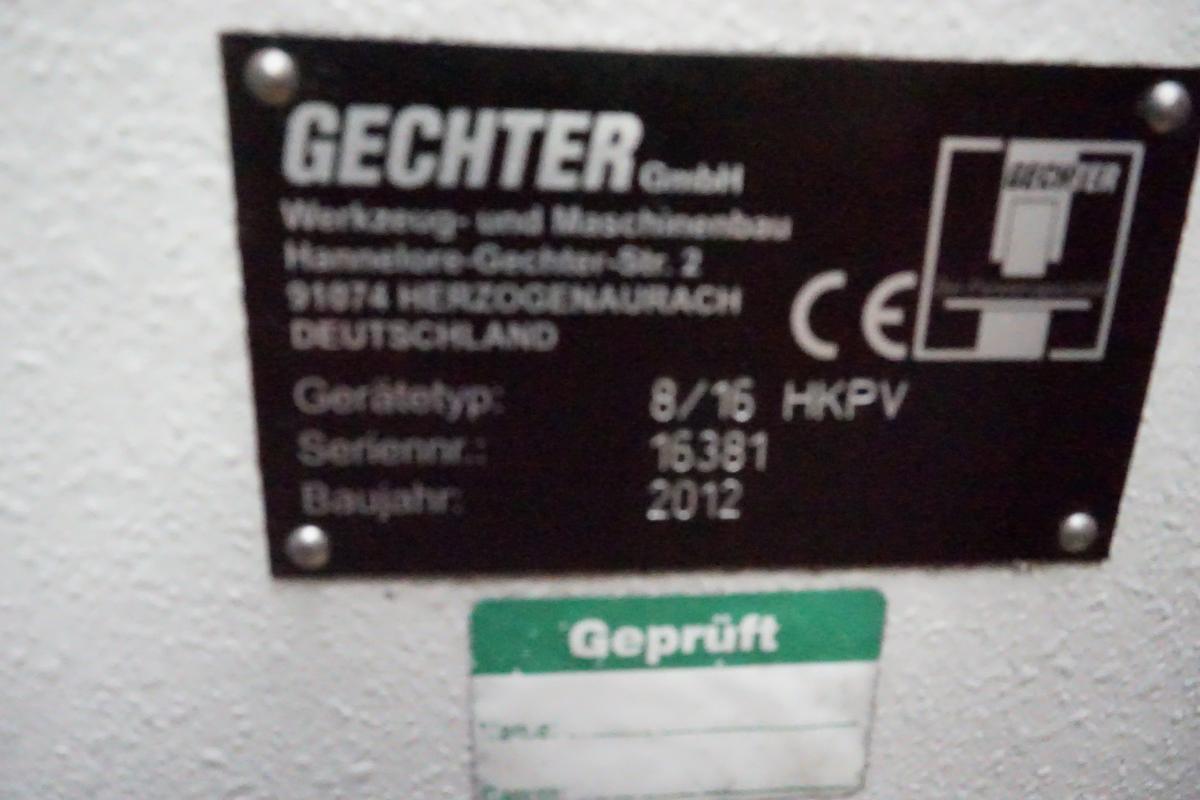 GECHTER GmbH
Werkzeug- und Maschinenbau
Hannelore-Gechter-Str. 2
91074 HERZOGENAURACH
DEUTSCHLAND
CE
GECHTER
Gerätetyp: 8/16 HKPV
Seriennr.: 16381
Baujahr: 2012
Geprüft